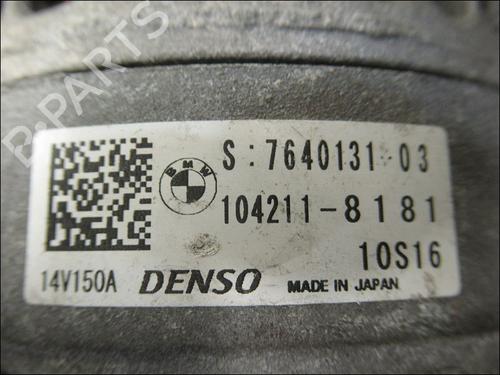 B-PARTS
BMW
S:7640131 03
104211-8181
10S16
14V150A DENSO MADE IN JAPAN